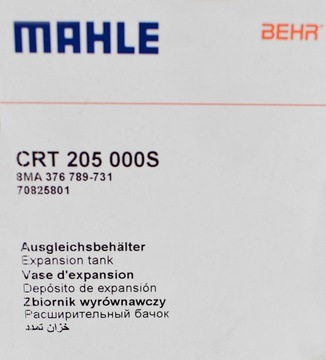 MAHLE
BEHR®
CRT 205 000S
8MA 376 789-731
70825801
Ausgleichsbehälter
Expansion tank
Vase d'expansion
Depósito de expansión
Zbiornik wyrównawczy
Расширительный бачок
خزان تمدد